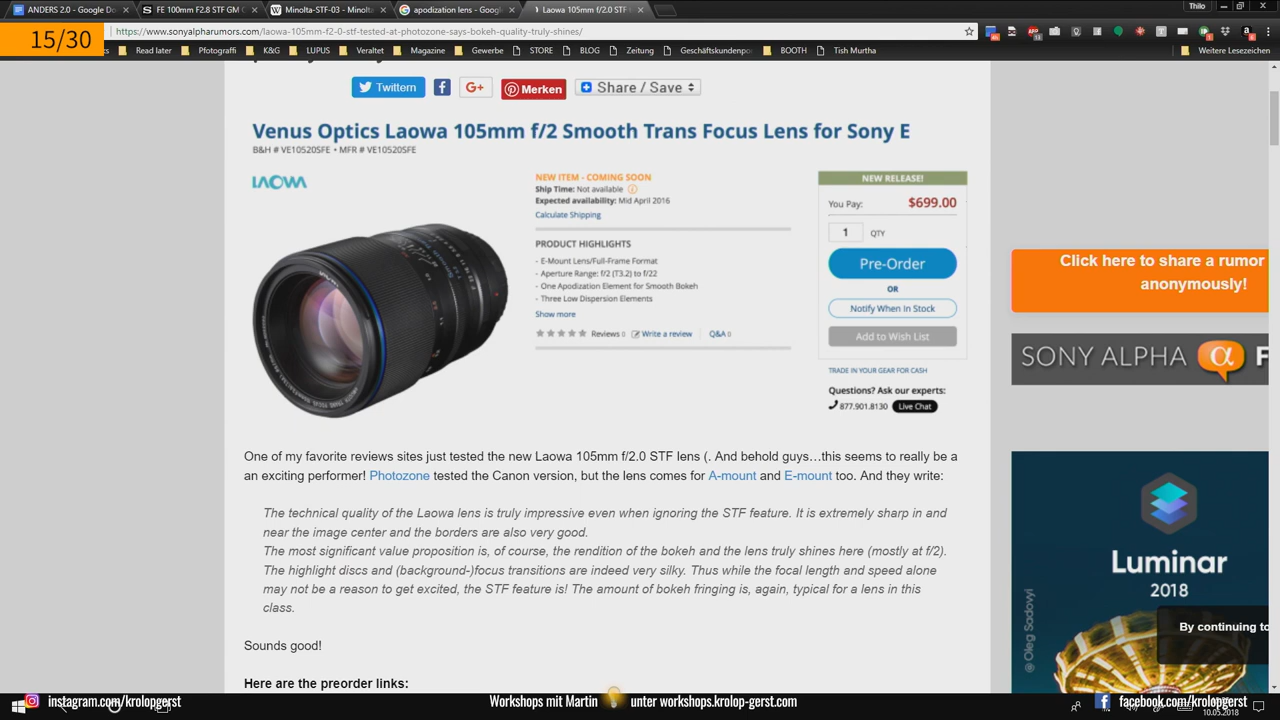 ANDERS 2.0 - Google Do
FE 100mm F2.8 STF GM O
Minolta-STF-03 - Minolta
apodization lens - Google
Laowa 105mm f/2.0 STF
Thilo
15/30
https://www.sonyalpharumors.com/laowa-105mm-f2-0-stf-tested-at-photozone-says-bokeh-quality-truly-shines/
Read later
Pfotograffi
K&G
LUPUS
Veraltet
Magazine
Gewerbe
STORE
BLOG
Zeitung
Geschäftskundenpo
BOOTH
Tish Murtha
Weitere Lesezeichen
Twittern
G+
Merken
Share / Save
Venus Optics Laowa 105mm f/2 Smooth Trans Focus Lens for Sony E
B&H # VE10520SFE • MFR # VE10520SFE
LAOWA
NEW ITEM - COMING SOON
Ship Time: Not available
Expected availability: Mid April 2016
Calculate Shipping
PRODUCT HIGHLIGHTS
- E-Mount Lens/Full-Frame Format
- Aperture Range: f/2 (T3.2) to f/22
- One Apodization Element for Smooth Bokeh
- Three Low Dispersion Elements
Show more
Reviews 0
Write a review
Q&A 0
NEW RELEASE!
You Pay: $699.00
1 QTY
Pre-Order
OR
Notify When In Stock
Add to Wish List
TRADE IN YOUR GEAR FOR CASH
Questions? Ask our experts:
877.901.8130 Live Chat
Click here to share a rumor
anonymously!
SONY ALPHA α F
One of my favorite reviews sites just tested the new Laowa 105mm f/2.0 STF lens (. And behold guys…this seems to really be a
an exciting performer! Photozone tested the Canon version, but the lens comes for A-mount and E-mount too. And they write:
The technical quality of the Laowa lens is truly impressive even when ignoring the STF feature. It is extremely sharp in and
near the image center and the borders are also very good.
The most significant value proposition is, of course, the rendition of the bokeh and the lens truly shines here (mostly at f/2).
The highlight discs and (background-)focus transitions are indeed very silky. Thus while the focal length and speed alone
may not be a reason to get excited, the STF feature is! The amount of bokeh fringing is, again, typical for a lens in this
class.
Sounds good!
Here are the preorder links:
Luminar
2018
© Oleg Sadovyi
By continuing to
instagram.com/krolopgerst
Workshops mit Martin
unter workshops.krolop-gerst.com
facebook.com/krolopgerst
10.05.2018